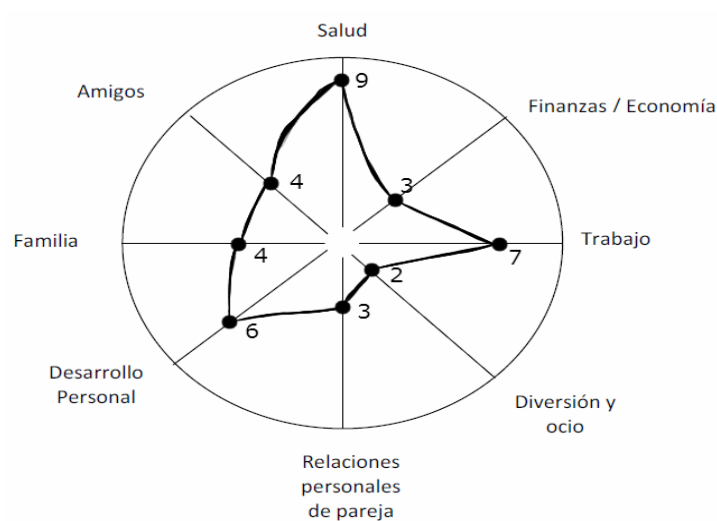 Salud
9
Amigos
Finanzas / Economía
4
3
Familia
4
Trabajo
7
2
3
6
Desarrollo
Personal
Diversión y
ocio
Relaciones
personales
de pareja